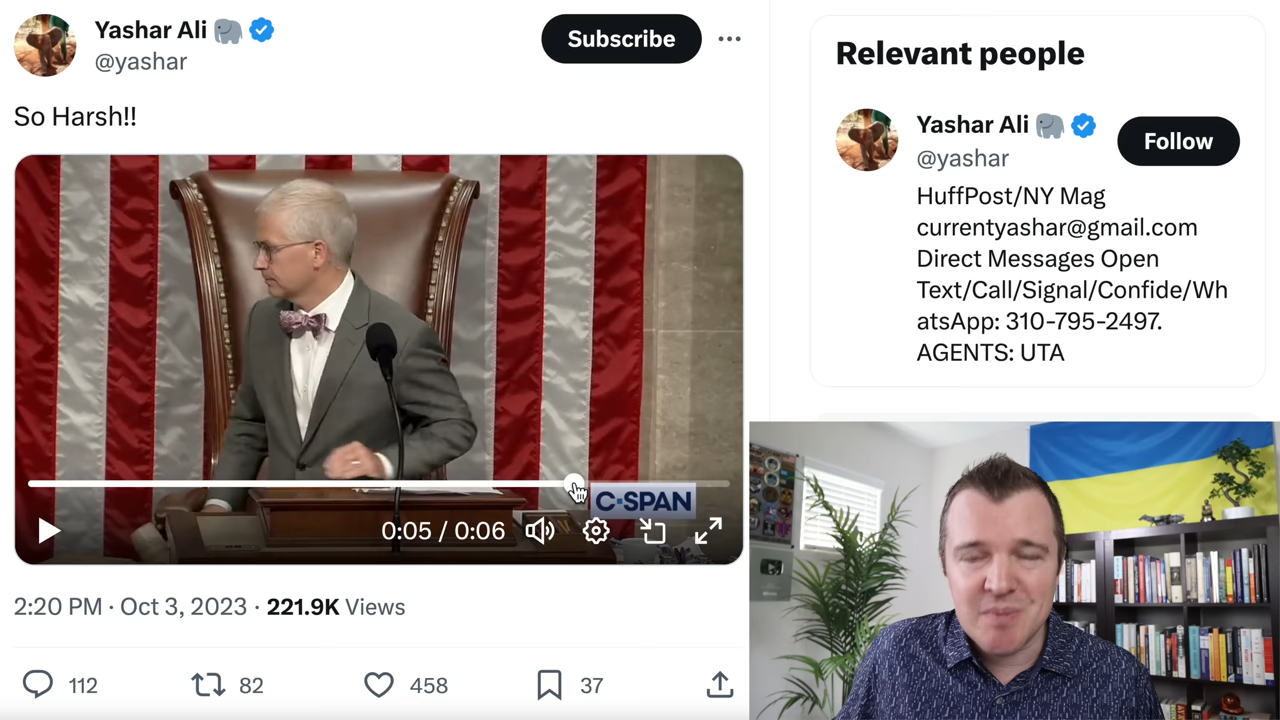 Yashar Ali
@yashar
Subscribe
So Harsh!!
C-SPAN
0:05 / 0:06
2:20 PM · Oct 3, 2023 · 221.9K Views
112
82
458
37
Relevant people
Yashar Ali
@yashar
Follow
HuffPost/NY Mag
currentyashar@gmail.com
Direct Messages Open
Text/Call/Signal/Confide/Wh
atsApp: 310-795-2497.
AGENTS: UTA